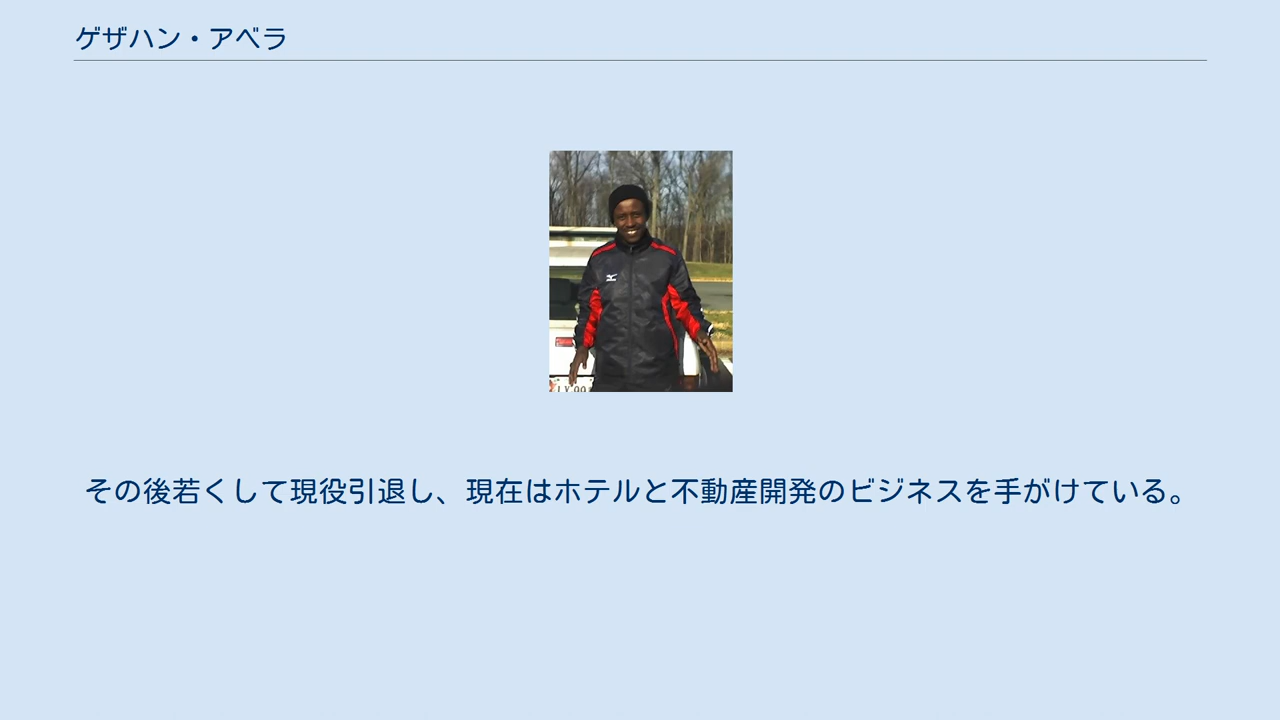 ゲザハン・アベラ
その後若くして現役引退し、現在はホテルと不動産開発のビジネスを手がけている。